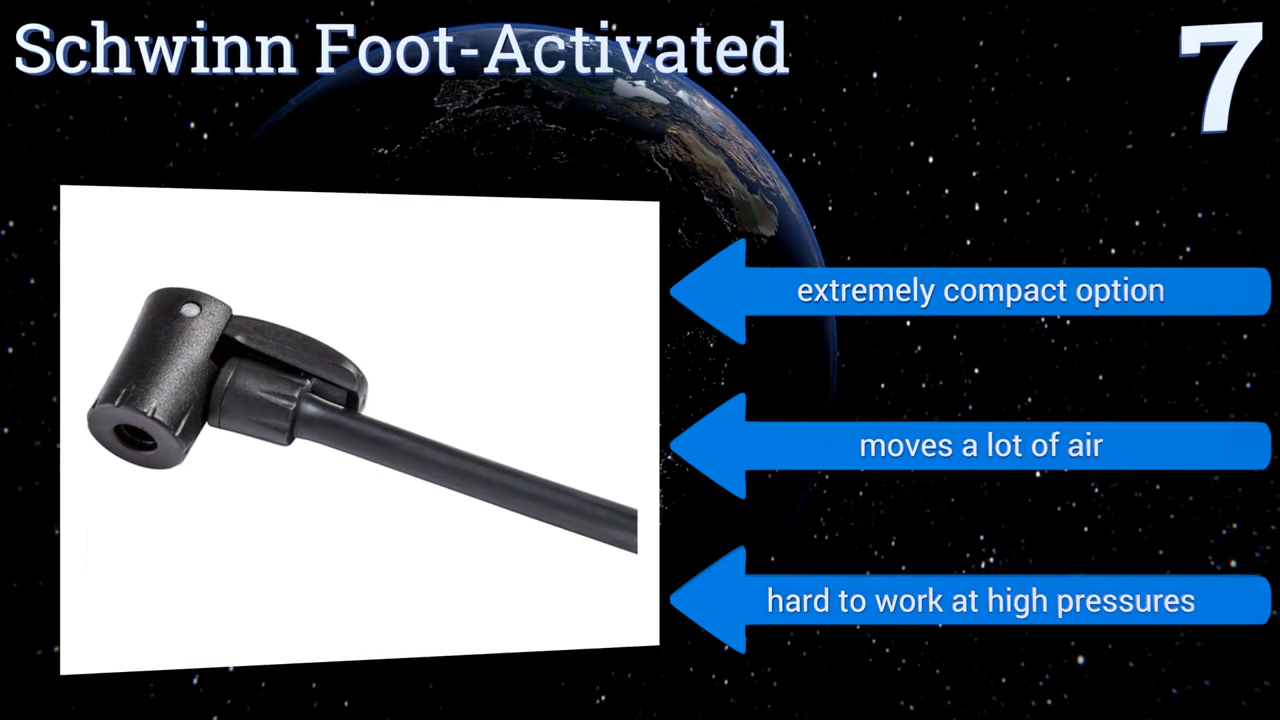 Schwinn Foot-Activated
7
extremely compact option
moves a lot of air
hard to work at high pressures